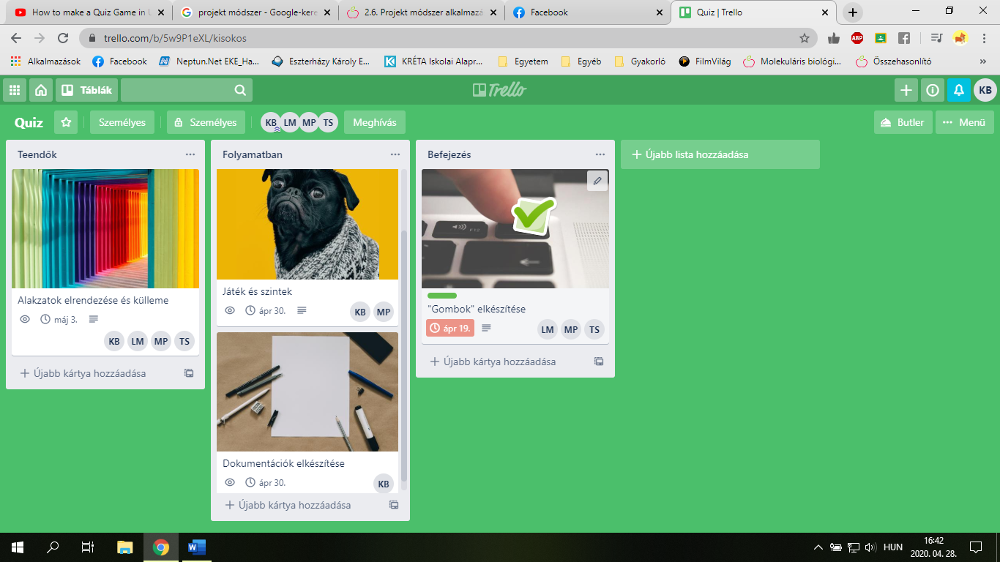 How to make a Quiz Game in U
projekt módszer - Google-kere
2.6. Projekt módszer alkalmazá
Facebook
Quiz | Trello
trello.com/b/5w9P1eXL/kisokos
ABP
Alkalmazások
Facebook
Neptun.Net EKE_Ha...
Eszterházy Károly E...
KRÉTA Iskolai Alapr...
Egyetem
Egyéb
Gyakorló
FilmVilág
Molekuláris biológi...
Összehasonlító
Táblák
Trello
KB
Quiz
Személyes
Személyes
KB LM MP TS
Meghívás
Butler
Menü
Teendők
Alakzatok elrendezése és külleme
máj 3.
KB LM MP TS
Újabb kártya hozzáadása
Folyamatban
Játék és szintek
ápr 30.
KB MP
Dokumentációk elkészítése
ápr 30.
KB
Újabb kártya hozzáadása
Befejezés
F12
"Gombok" elkészítése
ápr 19.
LM MP TS
Újabb kártya hozzáadása
Újabb lista hozzáadása
HUN
16:42
2020. 04. 28.